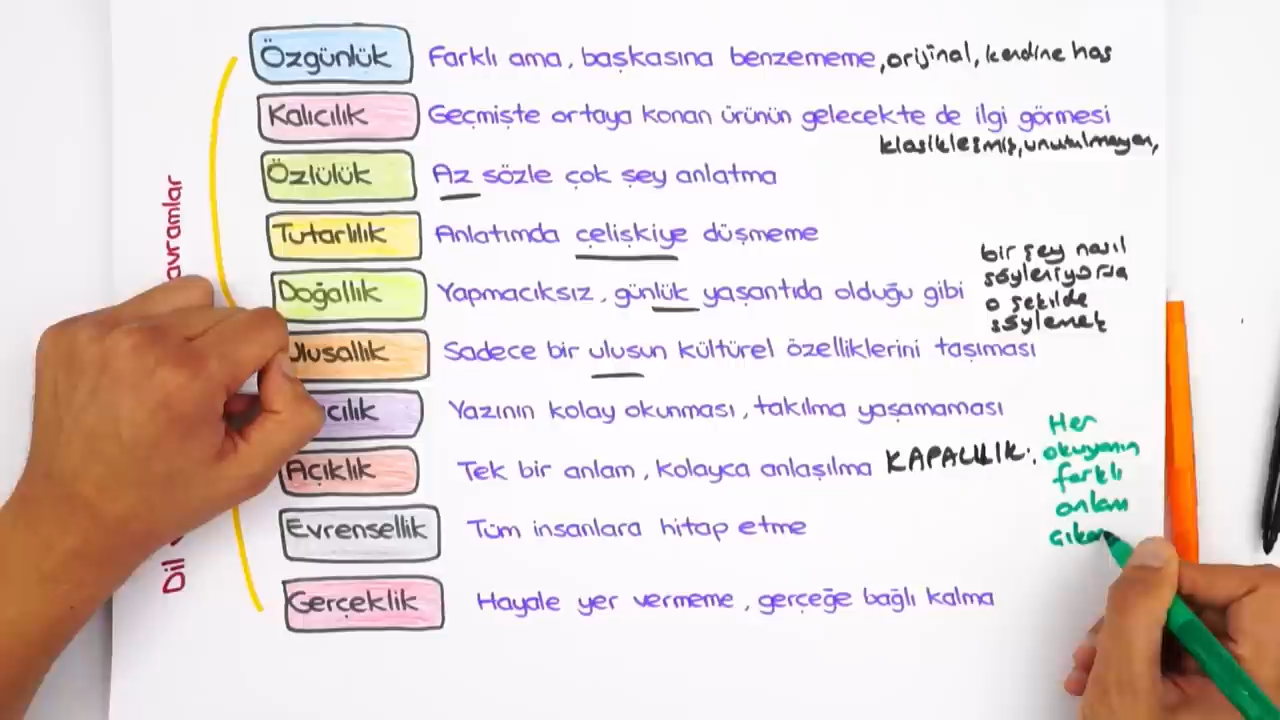 Özgünlük Farklı ama, başkasına benzememe, orijinal, kendine has
Kalıcılık Geçmişte ortaya konan ürünün gelecekte de ilgi görmesi
klasikleşmiş, unutulmayan,
Özlülük Az sözle çok şey anlatma
Tutarlılık Anlatımda çelişkiye düşmeme
Doğallık Yapmacıksız, günlük yaşantıda olduğu gibi
bir şey nasıl
söyleniyorsa
o şekilde
söylemek
Ulusallık Sadece bir ulusun kültürel özelliklerini taşıması
cılık Yazının kolay okunması, takılma yaşamaması
Açıklık Tek bir anlam, kolayca anlaşılma KAPALILIK:
Her
okuyanın
farklı
anlam
Evrensellik Tüm insanlara hitap etme
Gerçeklik Hayale yer vermeme, gerçeğe bağlı kalma
Dil
avramlar